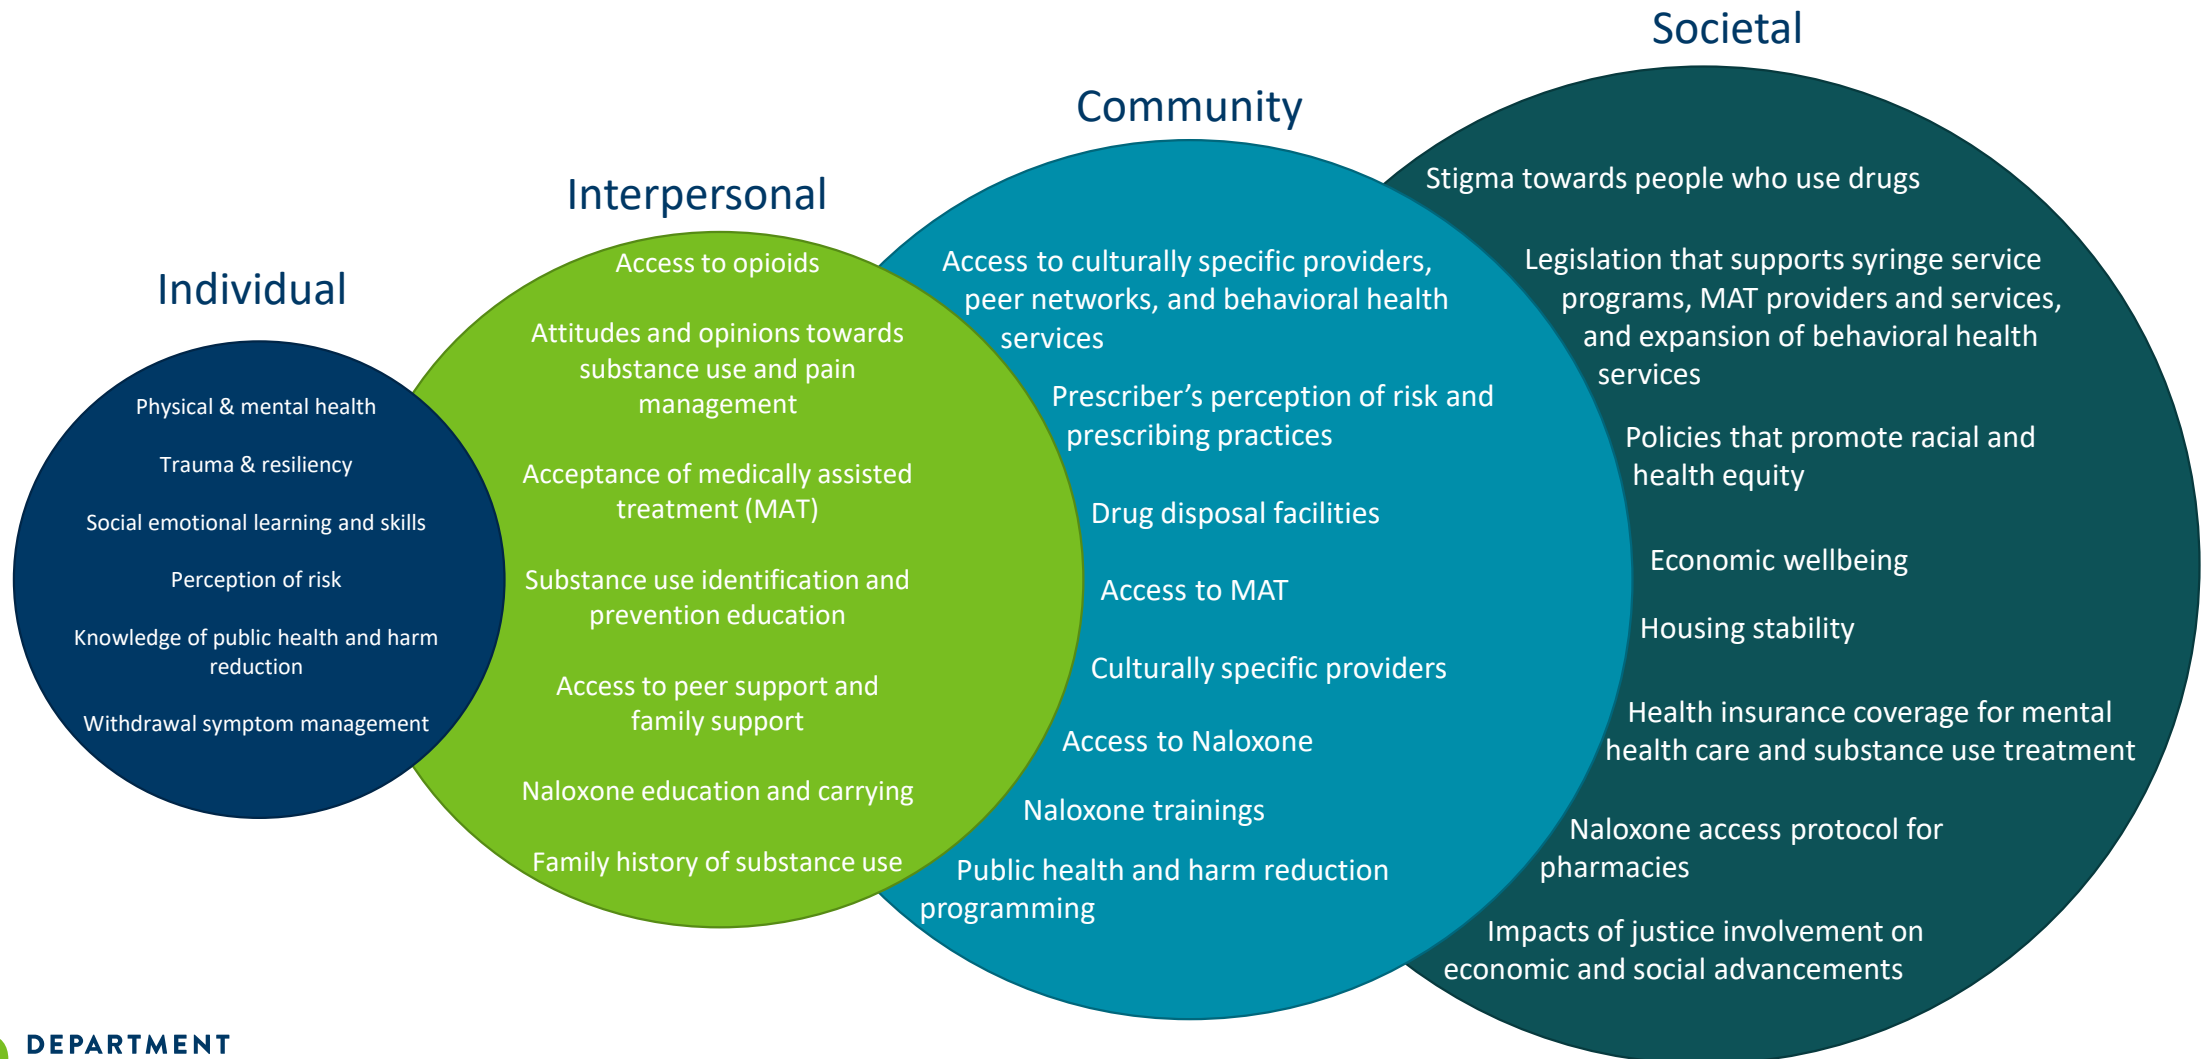 Individual
Physical & mental health
Trauma & resiliency
Social emotional learning and skills
Perception of risk
Knowledge of public health and harm
reduction
Withdrawal symptom management
Interpersonal
Access to opioids
Attitudes and opinions towards
substance use and pain
management
Acceptance of medically assisted
treatment (MAT)
Substance use identification and
prevention education
Access to peer support and
family support
Naloxone education and carrying
Family history of substance use
Community
Access to culturally specific providers,
peer networks, and behavioral health
services
Prescriber’s perception of risk and
prescribing practices
Drug disposal facilities
Access to MAT
Culturally specific providers
Access to Naloxone
Naloxone trainings
Public health and harm reduction
programming
Societal
Stigma towards people who use drugs
Legislation that supports syringe service
programs, MAT providers and services,
and expansion of behavioral health
services
Policies that promote racial and
health equity
Economic wellbeing
Housing stability
Health insurance coverage for mental
health care and substance use treatment
Naloxone access protocol for
pharmacies
Impacts of justice involvement on
economic and social advancements
DEPARTMENT